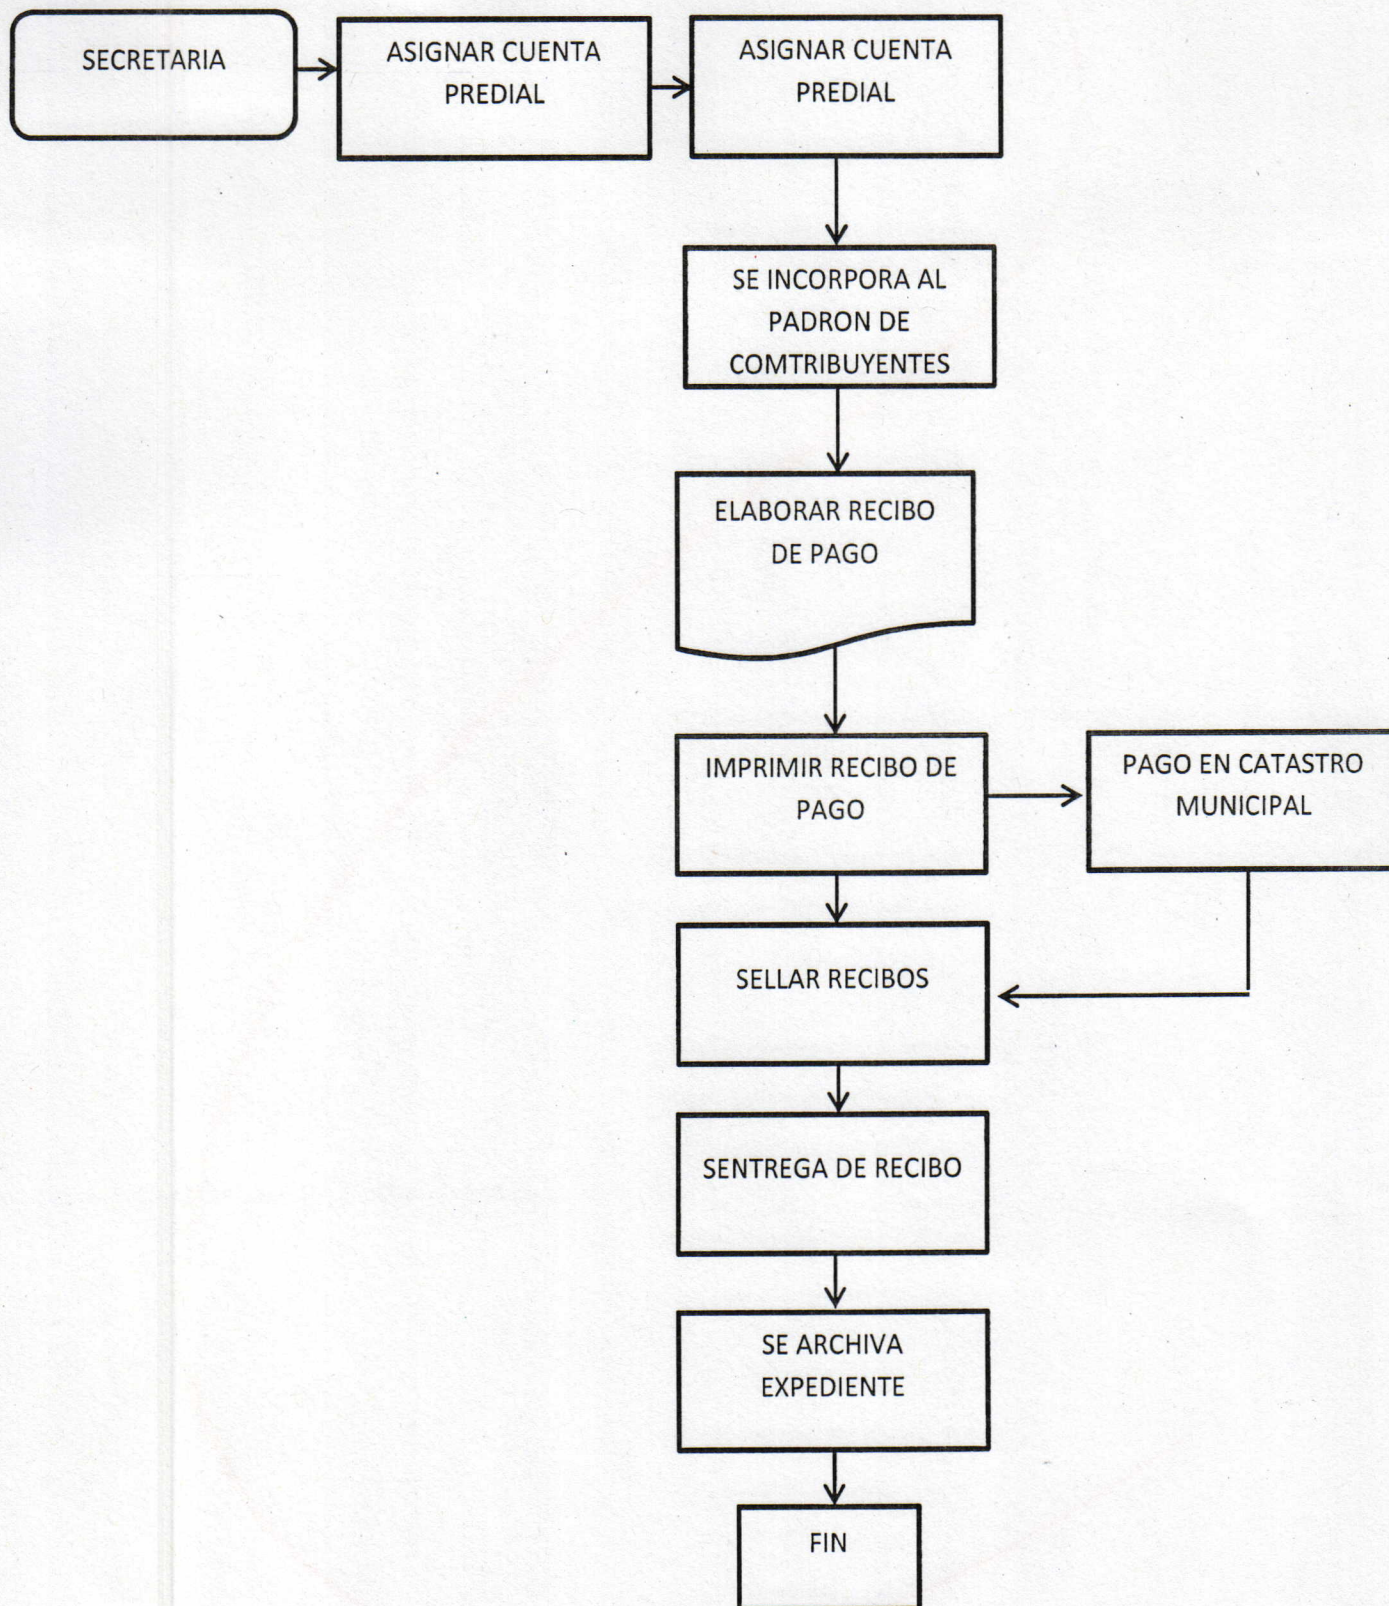 SECRETARIA
ASIGNAR CUENTA
PREDIAL
ASIGNAR CUENTA
PREDIAL
SE INCORPORA AL
PADRON DE
COMTRIBUYENTES
ELABORAR RECIBO
DE PAGO
IMPRIMIR RECIBO DE
PAGO
PAGO EN CATASTRO
MUNICIPAL
SELLAR RECIBOS
SENTREGA DE RECIBO
SE ARCHIVA
EXPEDIENTE
FIN